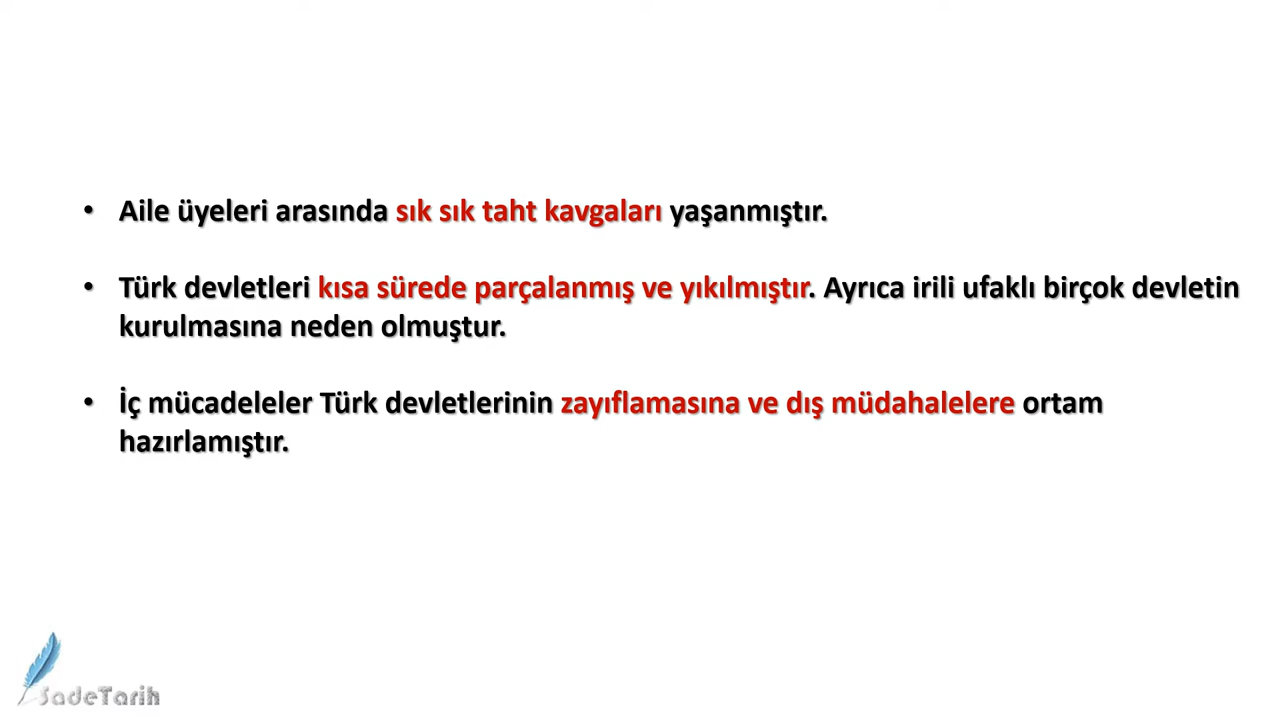 • Aile üyeleri arasında sık sık taht kavgaları yaşanmıştır.
• Türk devletleri kısa sürede parçalanmış ve yıkılmıştır. Ayrıca irili ufaklı birçok devletin
kurulmasına neden olmuştur.
• İç mücadeleler Türk devletlerinin zayıflamasına ve dış müdahalelere ortam
hazırlamıştır.
SadeTarih